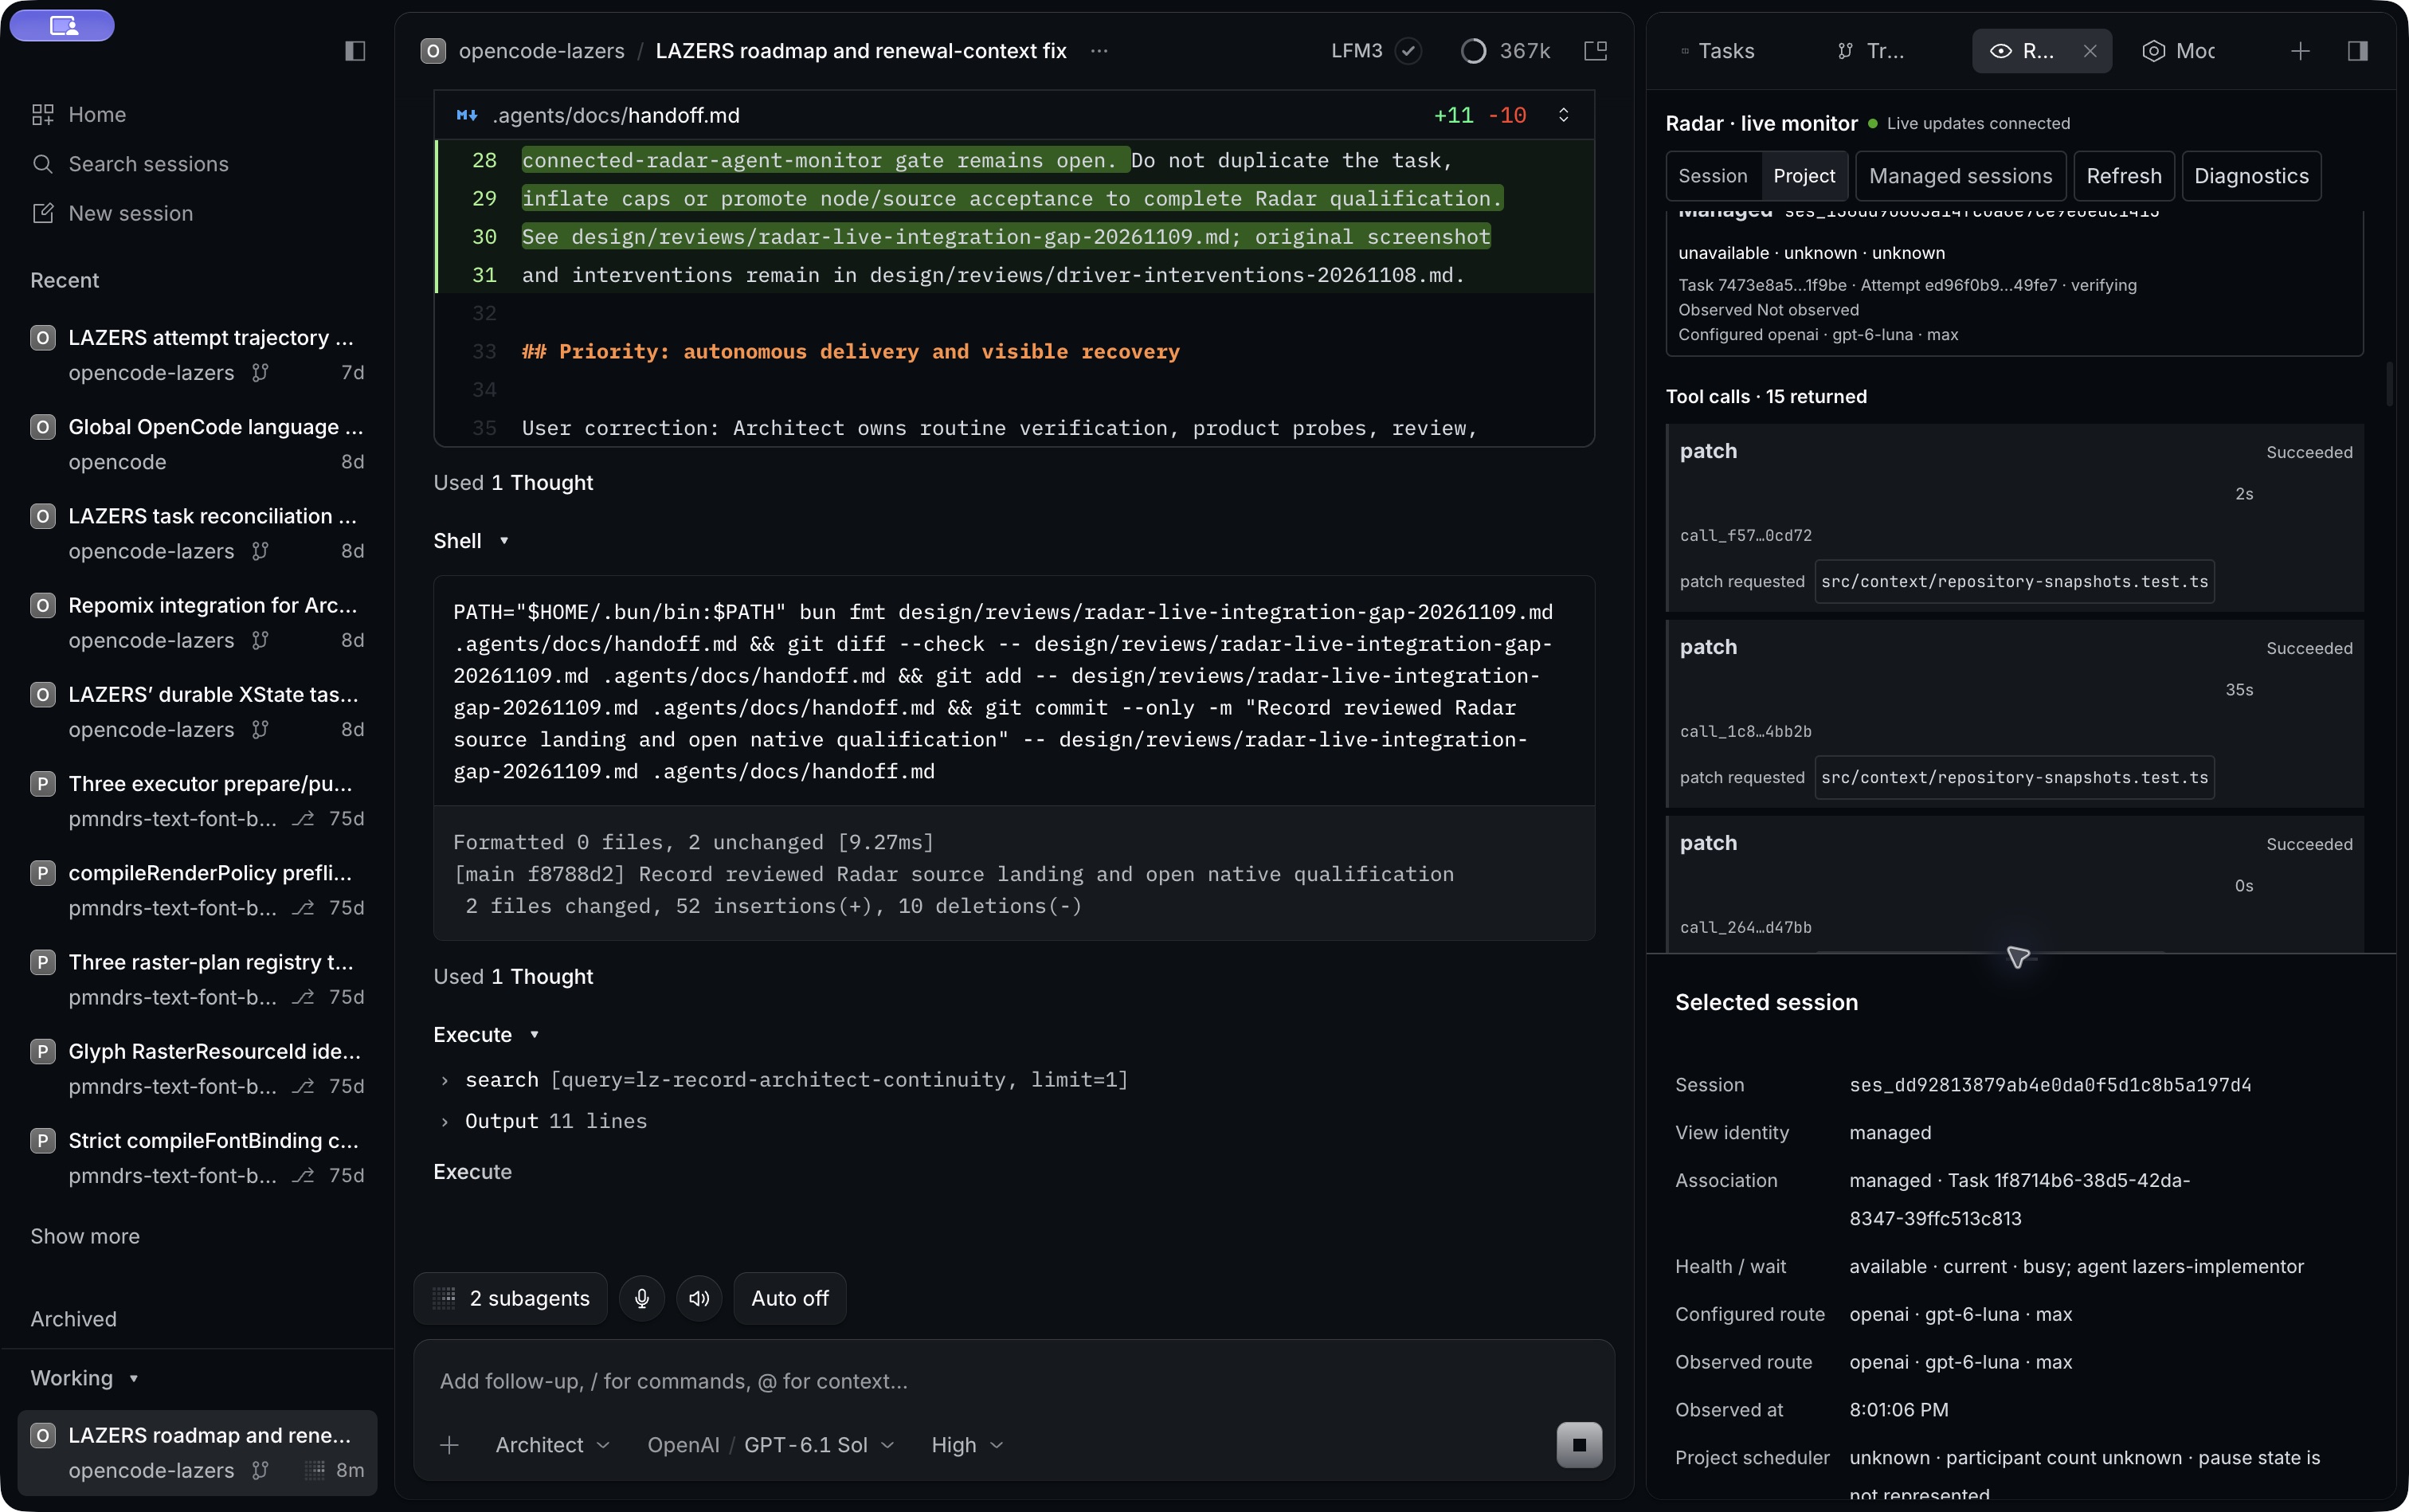 Home
Search sessions
New session
Recent
O LAZERS attempt trajectory ...
opencode-lazers 7d
O Global OpenCode language ...
opencode 8d
O LAZERS task reconciliation ...
opencode-lazers 8d
O Repomix integration for Arc...
opencode-lazers 8d
O LAZERS’ durable XState tas...
opencode-lazers 8d
P Three executor prepare/pu...
pmndrs-text-font-b... 75d
P compileRenderPolicy prefli...
pmndrs-text-font-b... 75d
P Three raster-plan registry t...
pmndrs-text-font-b... 75d
P Glyph RasterResourceId ide...
pmndrs-text-font-b... 75d
P Strict compileFontBinding c...
pmndrs-text-font-b... 75d
Show more
Archived
Working
O LAZERS roadmap and rene...
opencode-lazers 8m
O opencode-lazers / LAZERS roadmap and renewal-context fix ... LFM3 367k
.agents/docs/handoff.md +11 -10
28 connected-radar-agent-monitor gate remains open. Do not duplicate the task,
29 inflate caps or promote node/source acceptance to complete Radar qualification.
30 See design/reviews/radar-live-integration-gap-20261109.md; original screenshot
31 and interventions remain in design/reviews/driver-interventions-20261108.md.
32
33 ## Priority: autonomous delivery and visible recovery
34
35 User correction: Architect owns routine verification, product probes, review,
Used 1 Thought
Shell
PATH="$HOME/.bun/bin:$PATH" bun fmt design/reviews/radar-live-integration-gap-20261109.md
.agents/docs/handoff.md && git diff --check -- design/reviews/radar-live-integration-gap-
20261109.md .agents/docs/handoff.md && git add -- design/reviews/radar-live-integration-
gap-20261109.md .agents/docs/handoff.md && git commit --only -m "Record reviewed Radar
source landing and open native qualification" -- design/reviews/radar-live-integration-
gap-20261109.md .agents/docs/handoff.md
Formatted 0 files, 2 unchanged [9.27ms]
[main f8788d2] Record reviewed Radar source landing and open native qualification
2 files changed, 52 insertions(+), 10 deletions(-)
Used 1 Thought
Execute
search [query=lz-record-architect-continuity, limit=1]
Output 11 lines
Execute
2 subagents Auto off
Add follow-up, / for commands, @ for context...
Architect OpenAI / GPT-6.1 Sol High
Tasks Tr... R... Moc
Radar · live monitor Live updates connected
Session Project Managed sessions Refresh Diagnostics
Managed
unavailable · unknown · unknown
Task 7473e8a5...1f9be · Attempt ed96f0b9...49fe7 · verifying
Observed Not observed
Configured openai · gpt-6-luna · max
Tool calls · 15 returned
patch Succeeded
2s
call_f57…0cd72
patch requested src/context/repository-snapshots.test.ts
patch Succeeded
35s
call_1c8…4bb2b
patch requested src/context/repository-snapshots.test.ts
patch Succeeded
0s
call_264…d47bb
Selected session
Session ses_dd92813879ab4e0da0f5d1c8b5a197d4
View identity managed
Association managed · Task 1f8714b6-38d5-42da-
8347-39ffc513c813
Health / wait available · current · busy; agent lazers-implementor
Configured route openai · gpt-6-luna · max
Observed route openai · gpt-6-luna · max
Observed at 8:01:06 PM
Project scheduler unknown · participant count unknown · pause state is
not represented